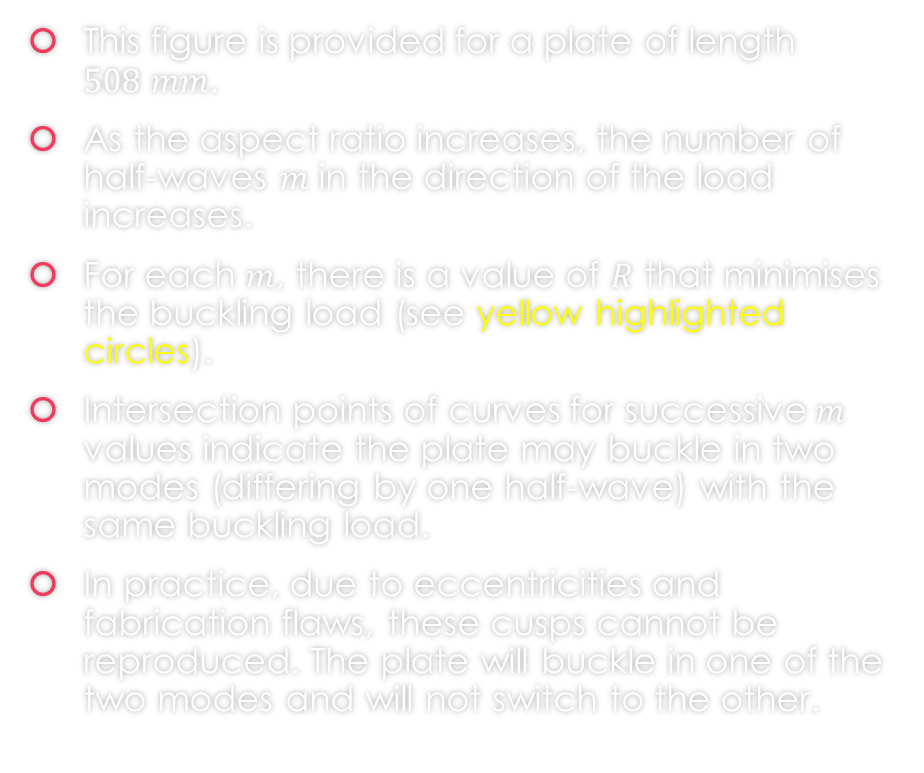 This figure is provided for a plate of length
508 mm.
As the aspect ratio increases, the number of
half-waves m in the direction of the load
increases.
For each m, there is a value of R that minimises
the buckling load (see yellow highlighted
circles).
Intersection points of curves for successive m
values indicate the plate may buckle in two
modes (differing by one half-wave) with the
same buckling load.
In practice, due to eccentricities and
fabrication flaws, these cusps cannot be
reproduced. The plate will buckle in one of the
two modes and will not switch to the other.